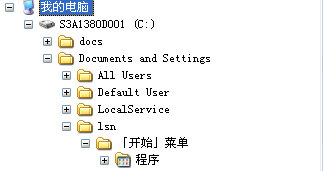 我的电脑
S3A1380D001 (C:)
docs
Documents and Settings
All Users
Default User
LocalService
lsn
「开始」菜单
程序